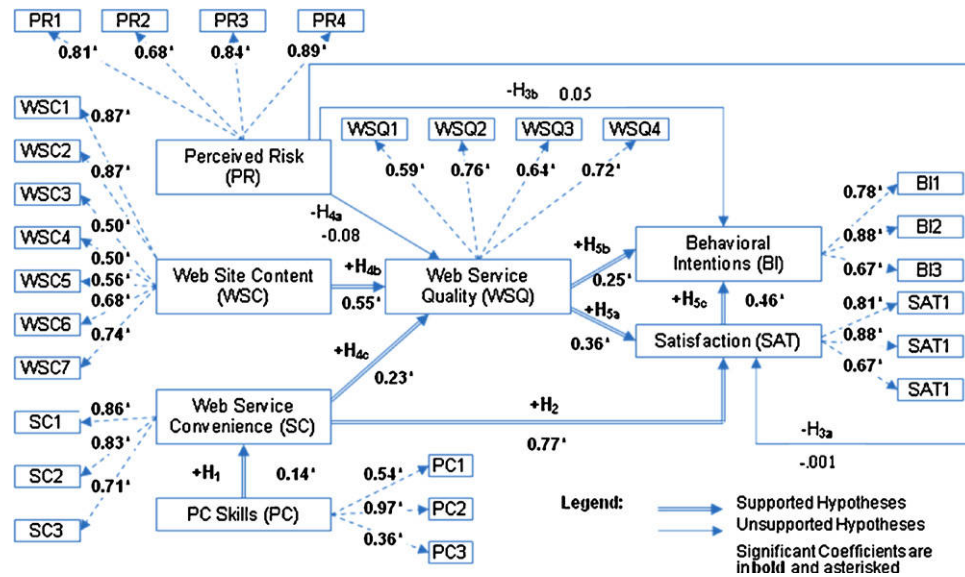 PR1 PR2 PR3 PR4
0.81* 0.68* 0.84* 0.89*
WSC1
WSC2
WSC3
WSC4
WSC5
WSC6
WSC7
0.87*
0.87*
0.50*
0.50*
0.56*
0.68*
0.74*
Perceived Risk
(PR)
-H3b 0.05
WSQ1 WSQ2 WSQ3 WSQ4
0.59* 0.76* 0.64* 0.72*
-H4a
-0.08
Web Site Content
(WSC)
+H4b
0.55*
Web Service
Quality (WSQ)
+H5b
0.25*
+H5a
0.36*
Behavioral
Intentions (BI)
0.78*
0.88*
0.67*
BI1
BI2
BI3
+H5c 0.46*
Satisfaction (SAT)
0.81*
0.88*
0.67*
SAT1
SAT1
SAT1
+H4c
0.23*
SC1
SC2
SC3
0.86*
0.83*
0.71*
Web Service
Convenience (SC)
+H2
0.77*
-H3a
-.001
+H1 0.14*
PC Skills (PC)
0.54*
0.97*
0.36*
PC1
PC2
PC3
Legend:
Supported Hypotheses
Unsupported Hypotheses
Significant Coefficients are
in bold and asterisked